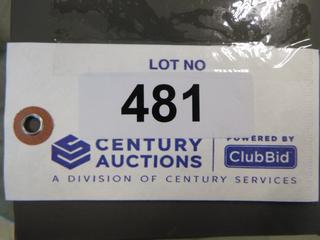 LOT NO
481
CENTURY AUCTIONS
POWERED BY
ClubBid
A DIVISION OF CENTURY SERVICES